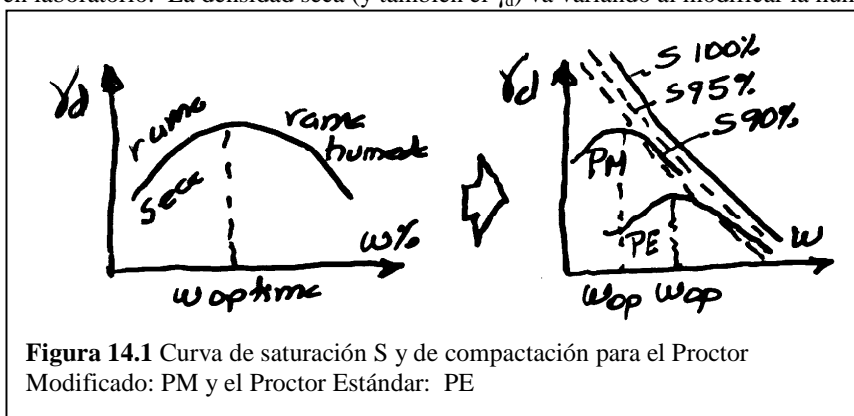 en laboratorio. La densidad seca (y también el γd) va variando al modificar la hum
γd
rama
seca
rama
humeda
w%
w optima
γd
S 100%
S 95%
S 90%
PM
PE
w
wop wop
Figura 14.1 Curva de saturación S y de compactación para el Proctor
Modificado: PM y el Proctor Estándar: PE